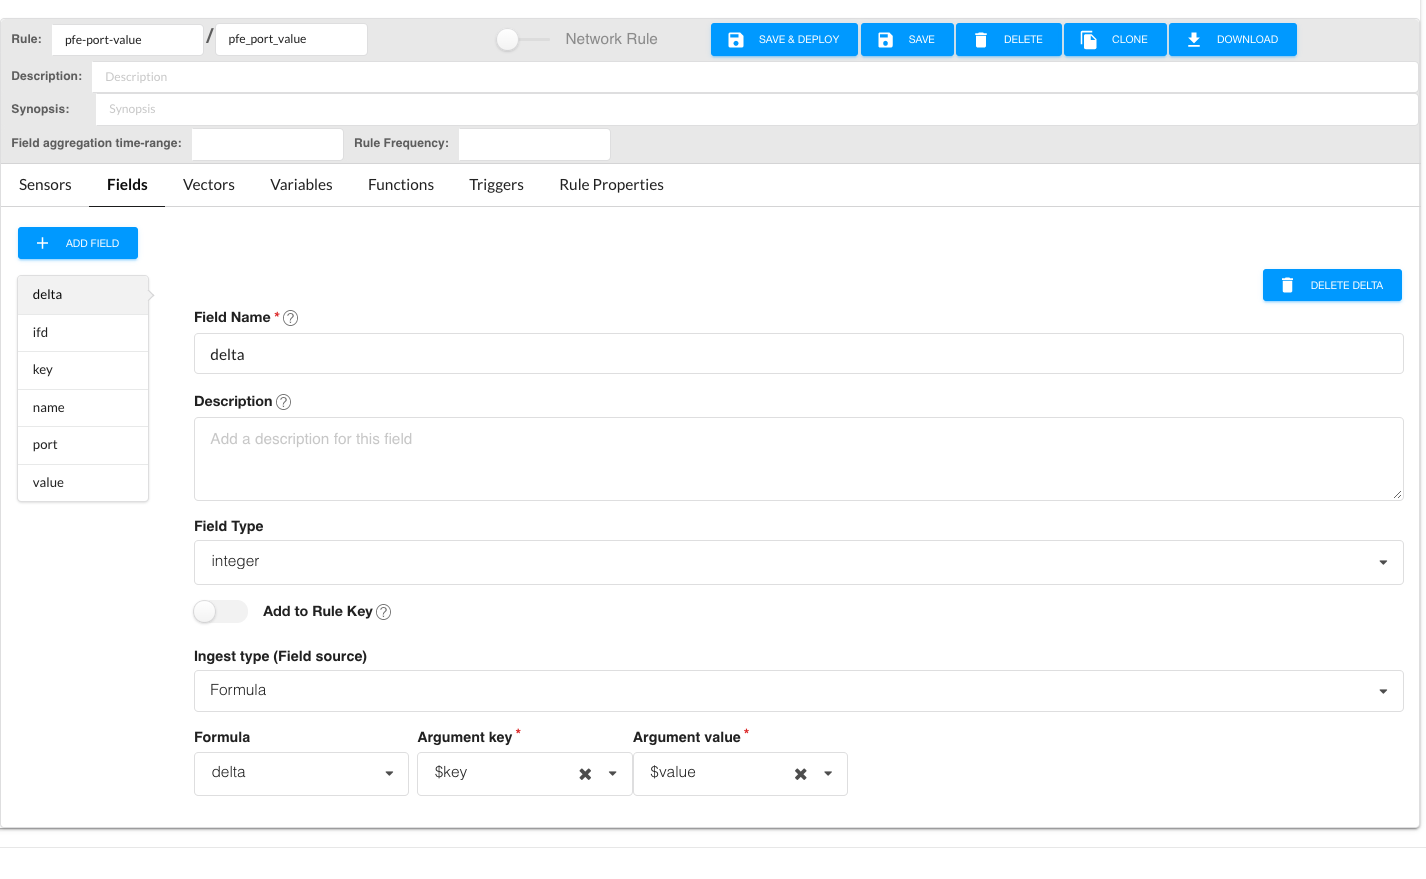 Rule: pfe-port-value / pfe_port_value Network Rule SAVE & DEPLOY SAVE DELETE CLONE DOWNLOAD
Description: Description
Synopsis: Synopsis
Field aggregation time-range: Rule Frequency:
Sensors Fields Vectors Variables Functions Triggers Rule Properties
+ ADD FIELD
delta
ifd
key
name
port
value
DELETE DELTA
Field Name * ?
delta
Description ?
Add a description for this field
Field Type
integer
Add to Rule Key ?
Ingest type (Field source)
Formula
Formula Argument key * Argument value *
delta $key $value